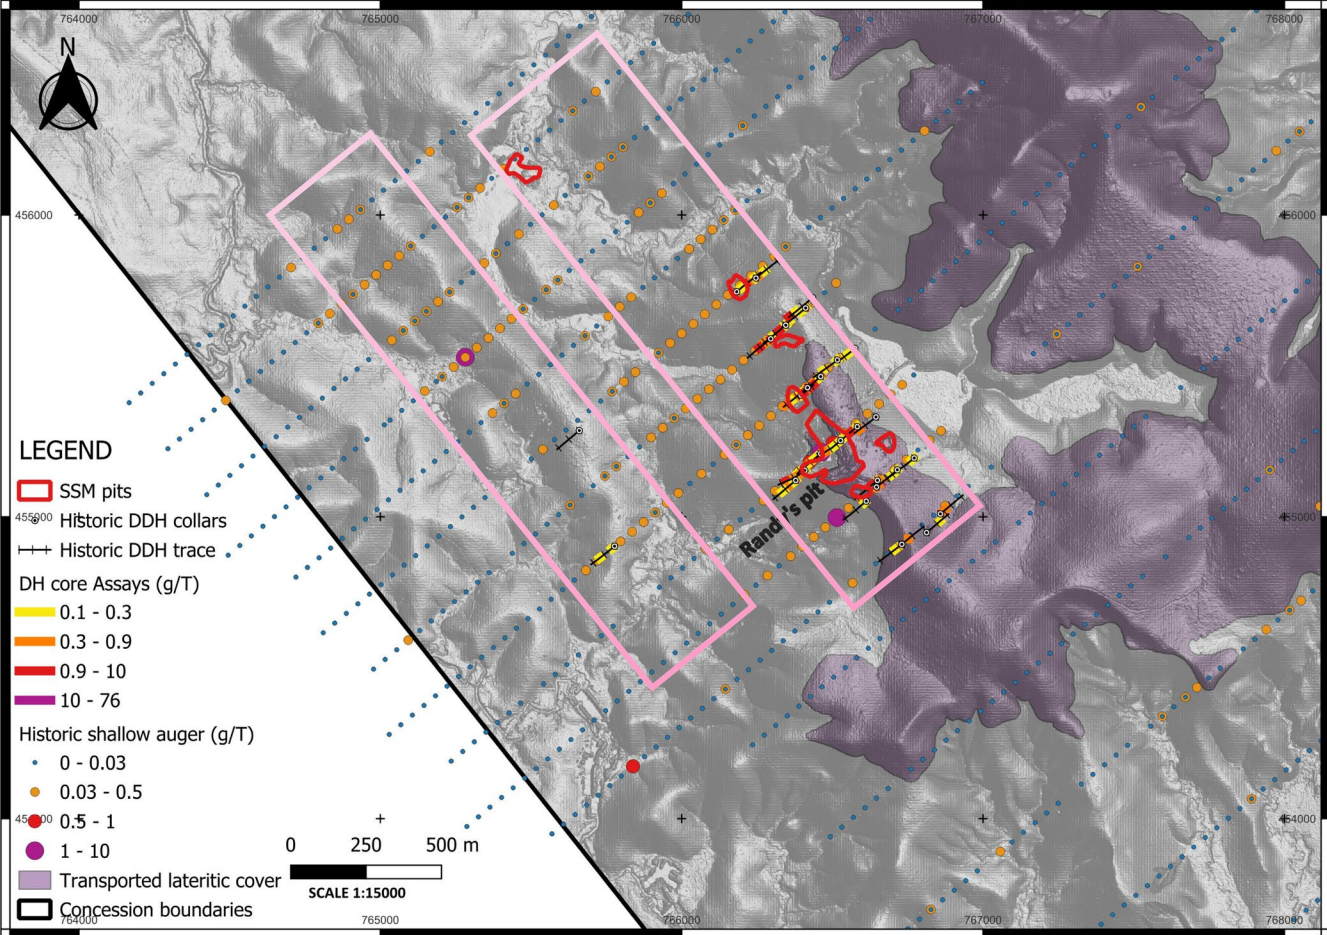 764000
765000
766000
767000
768000
N
456000
456000
LEGEND
SSM pits
Historic DDH collars
455000
455000
Historic DDH trace
Randy's pit
DH core Assays (g/T)
0.1 - 0.3
0.3 - 0.9
0.9 - 10
10 - 76
Historic shallow auger (g/T)
0 - 0.03
0.03 - 0.5
0.5 - 1
454000
454000
1 - 10
0 250 500 m
Transported lateritic cover
SCALE 1:15000
Concession boundaries
764000
765000
766000
767000
768000